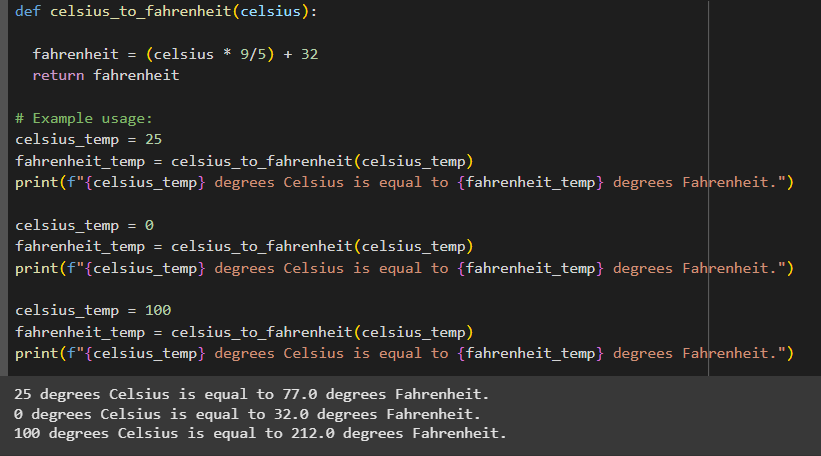 def celsius_to_fahrenheit(celsius):
  fahrenheit = (celsius * 9/5) + 32
  return fahrenheit
# Example usage:
celsius_temp = 25
fahrenheit_temp = celsius_to_fahrenheit(celsius_temp)
print(f"{celsius_temp} degrees Celsius is equal to {fahrenheit_temp} degrees Fahrenheit.")
celsius_temp = 0
fahrenheit_temp = celsius_to_fahrenheit(celsius_temp)
print(f"{celsius_temp} degrees Celsius is equal to {fahrenheit_temp} degrees Fahrenheit.")
celsius_temp = 100
fahrenheit_temp = celsius_to_fahrenheit(celsius_temp)
print(f"{celsius_temp} degrees Celsius is equal to {fahrenheit_temp} degrees Fahrenheit.")
25 degrees Celsius is equal to 77.0 degrees Fahrenheit.
0 degrees Celsius is equal to 32.0 degrees Fahrenheit.
100 degrees Celsius is equal to 212.0 degrees Fahrenheit.